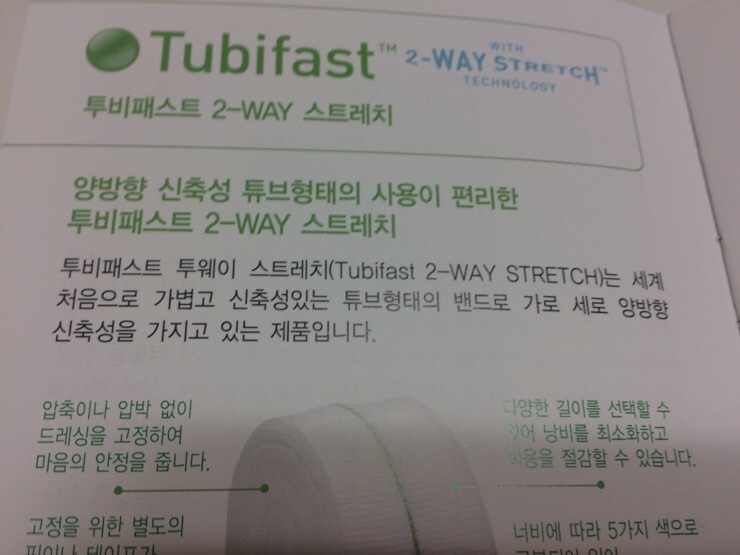 Tubifast™ WITH
2-WAY STRETCH™
TECHNOLOGY
투비패스트 2-WAY 스트레치
양방향 신축성 튜브형태의 사용이 편리한
투비패스트 2-WAY 스트레치
투비패스트 투웨이 스트레치(Tubifast 2-WAY STRETCH)는 세계
처음으로 가볍고 신축성있는 튜브형태의 밴드로 가로 세로 양방향
신축성을 가지고 있는 제품입니다.
압축이나 압박 없이
드레싱을 고정하여
마음의 안정을 줍니다.
다양한 길이를 선택할 수
있어 낭비를 최소화하고
비용을 절감할 수 있습니다.
고정을 위한 별도의
핀이나 테이프가
너비에 따라 5가지 색으로